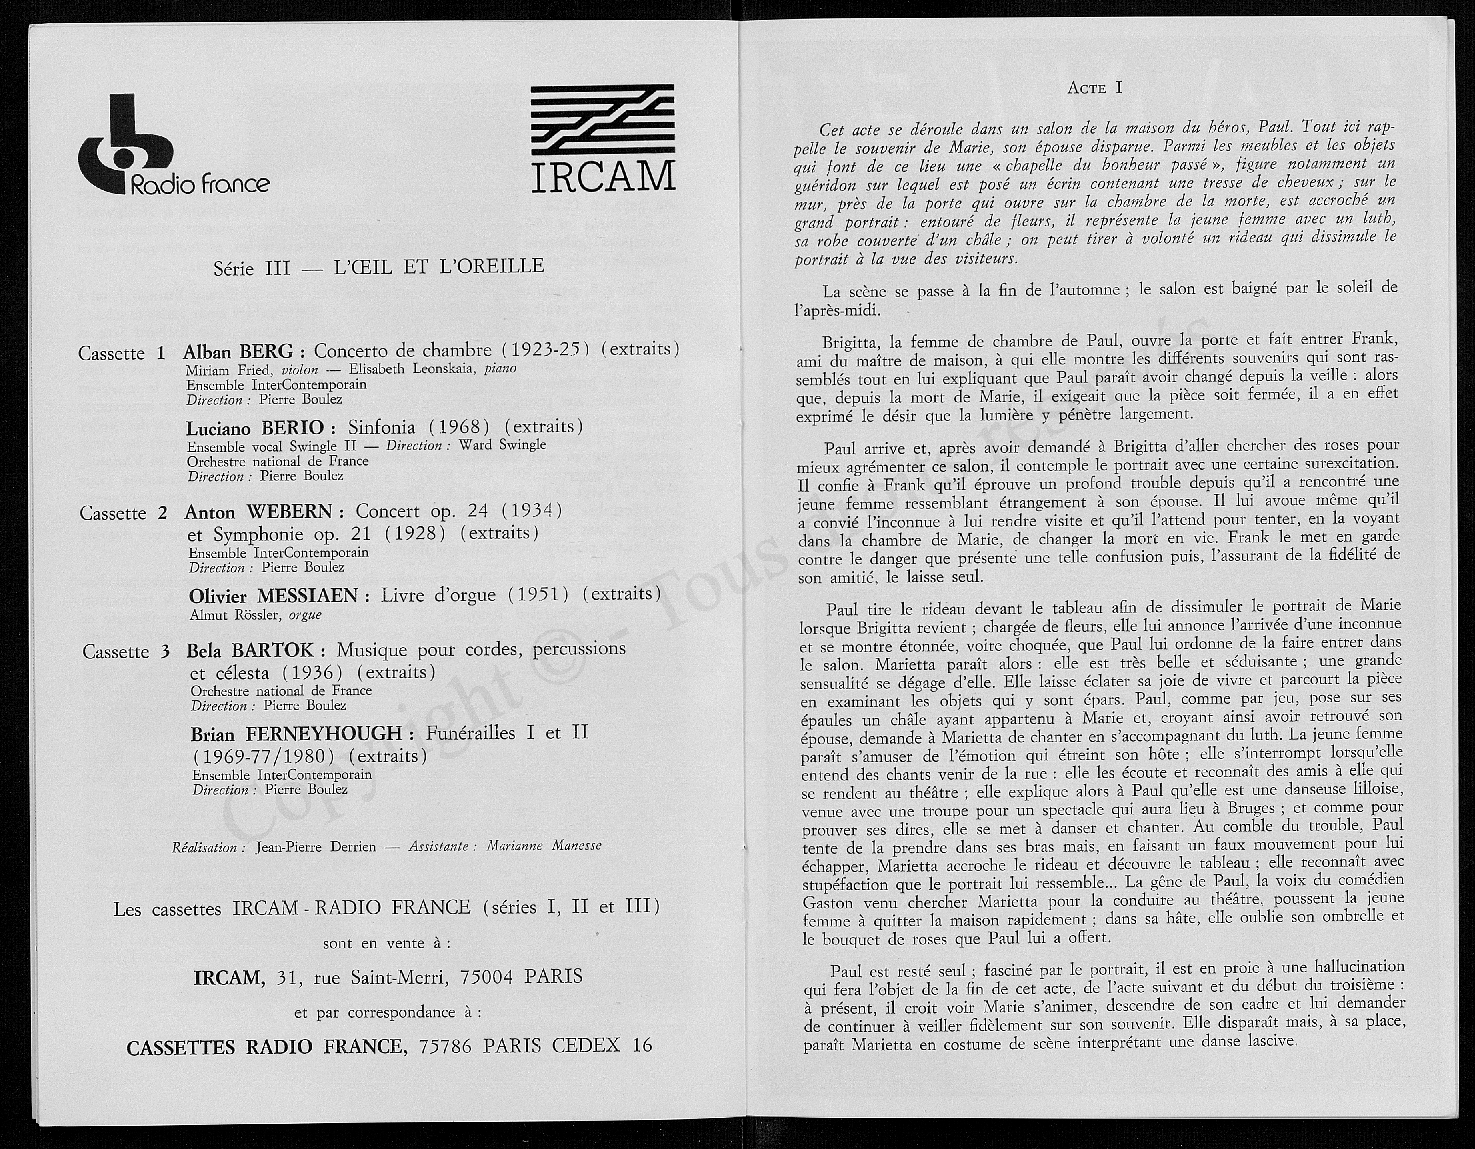 Radio france
IRCAM
Série III — L'ŒIL ET L'OREILLE
Cassette 1 Alban BERG : Concerto de chambre (1923-25) (extraits)
Miriam Fried, violon — Elisabeth Leonskaia, piano
Ensemble InterContemporain
Direction : Pierre Boulez
Luciano BERIO : Sinfonia (1968) (extraits)
Ensemble vocal Swingle II — Direction : Ward Swingle
Orchestre national de France
Direction : Pierre Boulez
Cassette 2 Anton WEBERN : Concert op. 24 (1934)
et Symphonie op. 21 (1928) (extraits)
Ensemble InterContemporain
Direction : Pierre Boulez
Olivier MESSIAEN : Livre d'orgue (1951) (extraits)
Almut Rössler, orgue
Cassette 3 Bela BARTOK : Musique pour cordes, percussions
et célesta (1936) (extraits)
Orchestre national de France
Direction : Pierre Boulez
Brian FERNEYHOUGH : Funérailles I et II
(1969-77/1980) (extraits)
Ensemble InterContemporain
Direction : Pierre Boulez
Réalisation : Jean-Pierre Derrien — Assistante : Marianne Manesse
Les cassettes IRCAM - RADIO FRANCE (séries I, II et III)
sont en vente à :
IRCAM, 31, rue Saint-Merri, 75004 PARIS
et par correspondance à :
CASSETTES RADIO FRANCE, 75786 PARIS CEDEX 16
ACTE I
Cet acte se déroule dans un salon de la maison du héros, Paul. Tout ici rap-
pelle le souvenir de Marie, son épouse disparue. Parmi les meubles et les objets
qui font de ce lieu une « chapelle du bonheur passé », figure notamment un
guéridon sur lequel est posé un écrin contenant une tresse de cheveux ; sur le
mur, près de la porte qui ouvre sur la chambre de la morte, est accroché un
grand portrait : entouré de fleurs, il représente la jeune femme avec un luth,
sa robe couverte d'un châle ; on peut tirer à volonté un rideau qui dissimule le
portrait à la vue des visiteurs.
La scène se passe à la fin de l'automne ; le salon est baigné par le soleil de
l'après-midi.
Brigitta, la femme de chambre de Paul, ouvre la porte et fait entrer Frank,
ami du maître de maison, à qui elle montre les différents souvenirs qui sont ras-
semblés tout en lui expliquant que Paul paraît avoir changé depuis la veille : alors
que, depuis la mort de Marie, il exigeait que la pièce soit fermée, il a en effet
exprimé le désir que la lumière y pénètre largement.
Paul arrive et, après avoir demandé à Brigitta d'aller chercher des roses pour
mieux agrémenter ce salon, il contemple le portrait avec une certaine surexcitation.
Il confie à Frank qu'il éprouve un profond trouble depuis qu'il a rencontré une
jeune femme ressemblant étrangement à son épouse. Il lui avoue même qu'il
a convié l'inconnue à lui rendre visite et qu'il l'attend pour tenter, en la voyant
dans la chambre de Marie, de changer la mort en vie. Frank le met en garde
contre le danger que présente une telle confusion puis, l'assurant de la fidélité de
son amitié, le laisse seul.
Paul tire le rideau devant le tableau afin de dissimuler le portrait de Marie
lorsque Brigitta revient ; chargée de fleurs, elle lui annonce l'arrivée d'une inconnue
et se montre étonnée, voire choquée, que Paul lui ordonne de la faire entrer dans
le salon. Marietta paraît alors : elle est très belle et séduisante ; une grande
sensualité se dégage d'elle. Elle laisse éclater sa joie de vivre et parcourt la pièce
en examinant les objets qui y sont épars. Paul, comme par jeu, pose sur ses
épaules un châle ayant appartenu à Marie et, croyant ainsi avoir retrouvé son
épouse, demande à Marietta de chanter en s'accompagnant du luth. La jeune femme
paraît s'amuser de l'émotion qui étreint son hôte ; elle s'interrompt lorsqu'elle
entend des chants venir de la rue : elle les écoute et reconnaît des amis à elle qui
se rendent au théâtre ; elle explique alors à Paul qu'elle est une danseuse lilloise,
venue avec une troupe pour un spectacle qui aura lieu à Bruges ; et comme pour
prouver ses dires, elle se met à danser et chanter. Au comble du trouble, Paul
tente de la prendre dans ses bras mais, en faisant un faux mouvement pour lui
échapper, Marietta accroche le rideau et découvre le tableau ; elle reconnaît avec
stupéfaction que le portrait lui ressemble... La gêne de Paul, la voix du comédien
Gaston venu chercher Marietta pour la conduire au théâtre, poussent la jeune
femme à quitter la maison rapidement ; dans sa hâte, elle oublie son ombrelle et
le bouquet de roses que Paul lui a offert.
Paul est resté seul ; fasciné par le portrait, il est en proie à une hallucination
qui fera l'objet de la fin de cet acte, de l'acte suivant et du début du troisième :
à présent, il croit voir Marie s'animer, descendre de son cadre et lui demander
de continuer à veiller fidèlement sur son souvenir. Elle disparaît mais, à sa place,
paraît Marietta en costume de scène interprétant une danse lascive.
Copyright © - Tous droits réservés